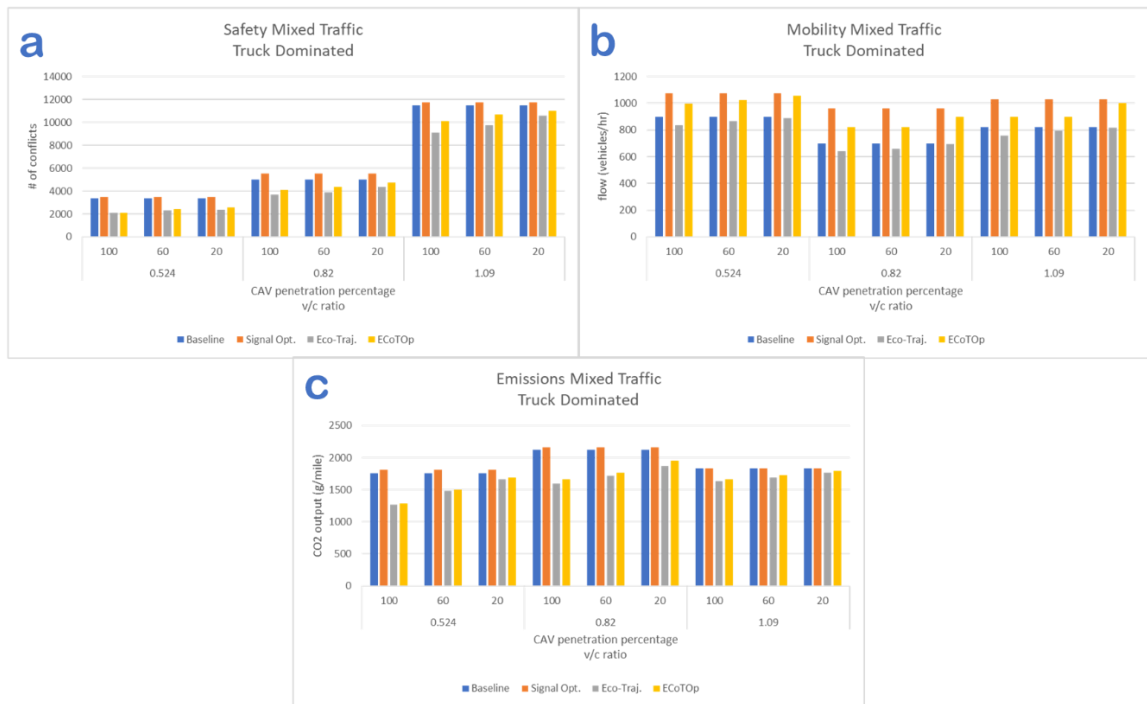 a
Safety Mixed Traffic
Truck Dominated
14000
12000
10000
8000
6000
4000
2000
0
# of conflicts
100 60 20 100 60 20 100 60 20
0.524 0.82 1.09
CAV penetration percentage
v/c ratio
Baseline Signal Opt. Eco-Traj. ECoTOp
b
Mobility Mixed Traffic
Truck Dominated
1200
1000
800
600
400
200
0
flow (vehicles/hr)
100 60 20 100 60 20 100 60 20
0.524 0.82 1.09
CAV penetration percentage
v/c ratio
Baseline Signal Opt. Eco-Traj. ECoTOp
c
Emissions Mixed Traffic
Truck Dominated
2500
2000
1500
1000
500
0
CO2 output (g/mile)
100 60 20 100 60 20 100 60 20
0.524 0.82 1.09
CAV penetration percentage
v/c ratio
Baseline Signal Opt. Eco-Traj. ECoTOp